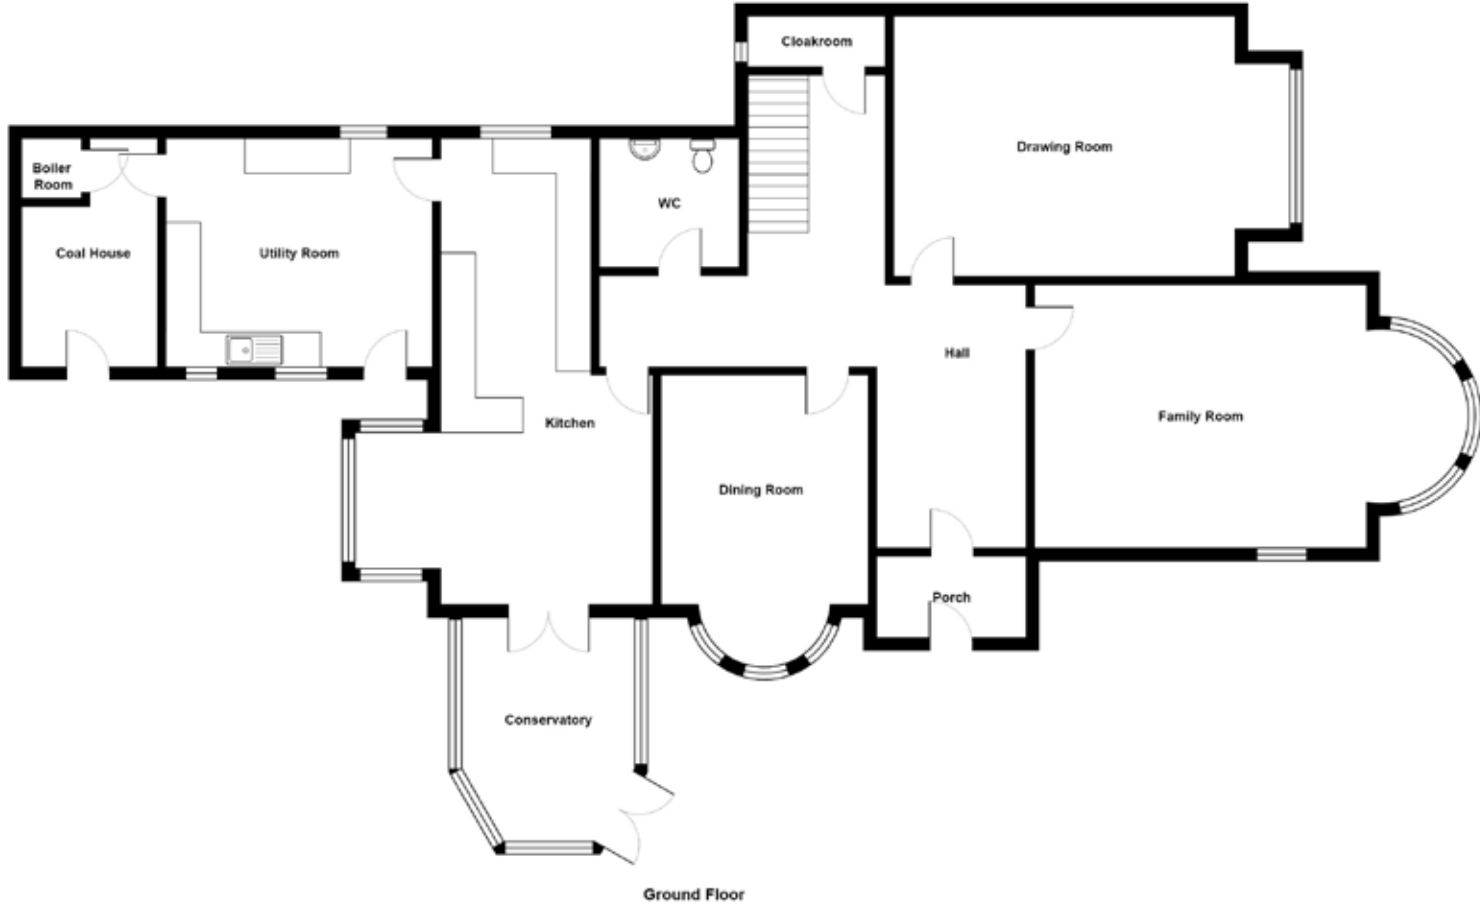 Cloakroom
Drawing Room
Boiler
Room
WC
Coal House
Utility Room
Hall
Family Room
Kitchen
Dining Room
Porch
Conservatory
Ground Floor